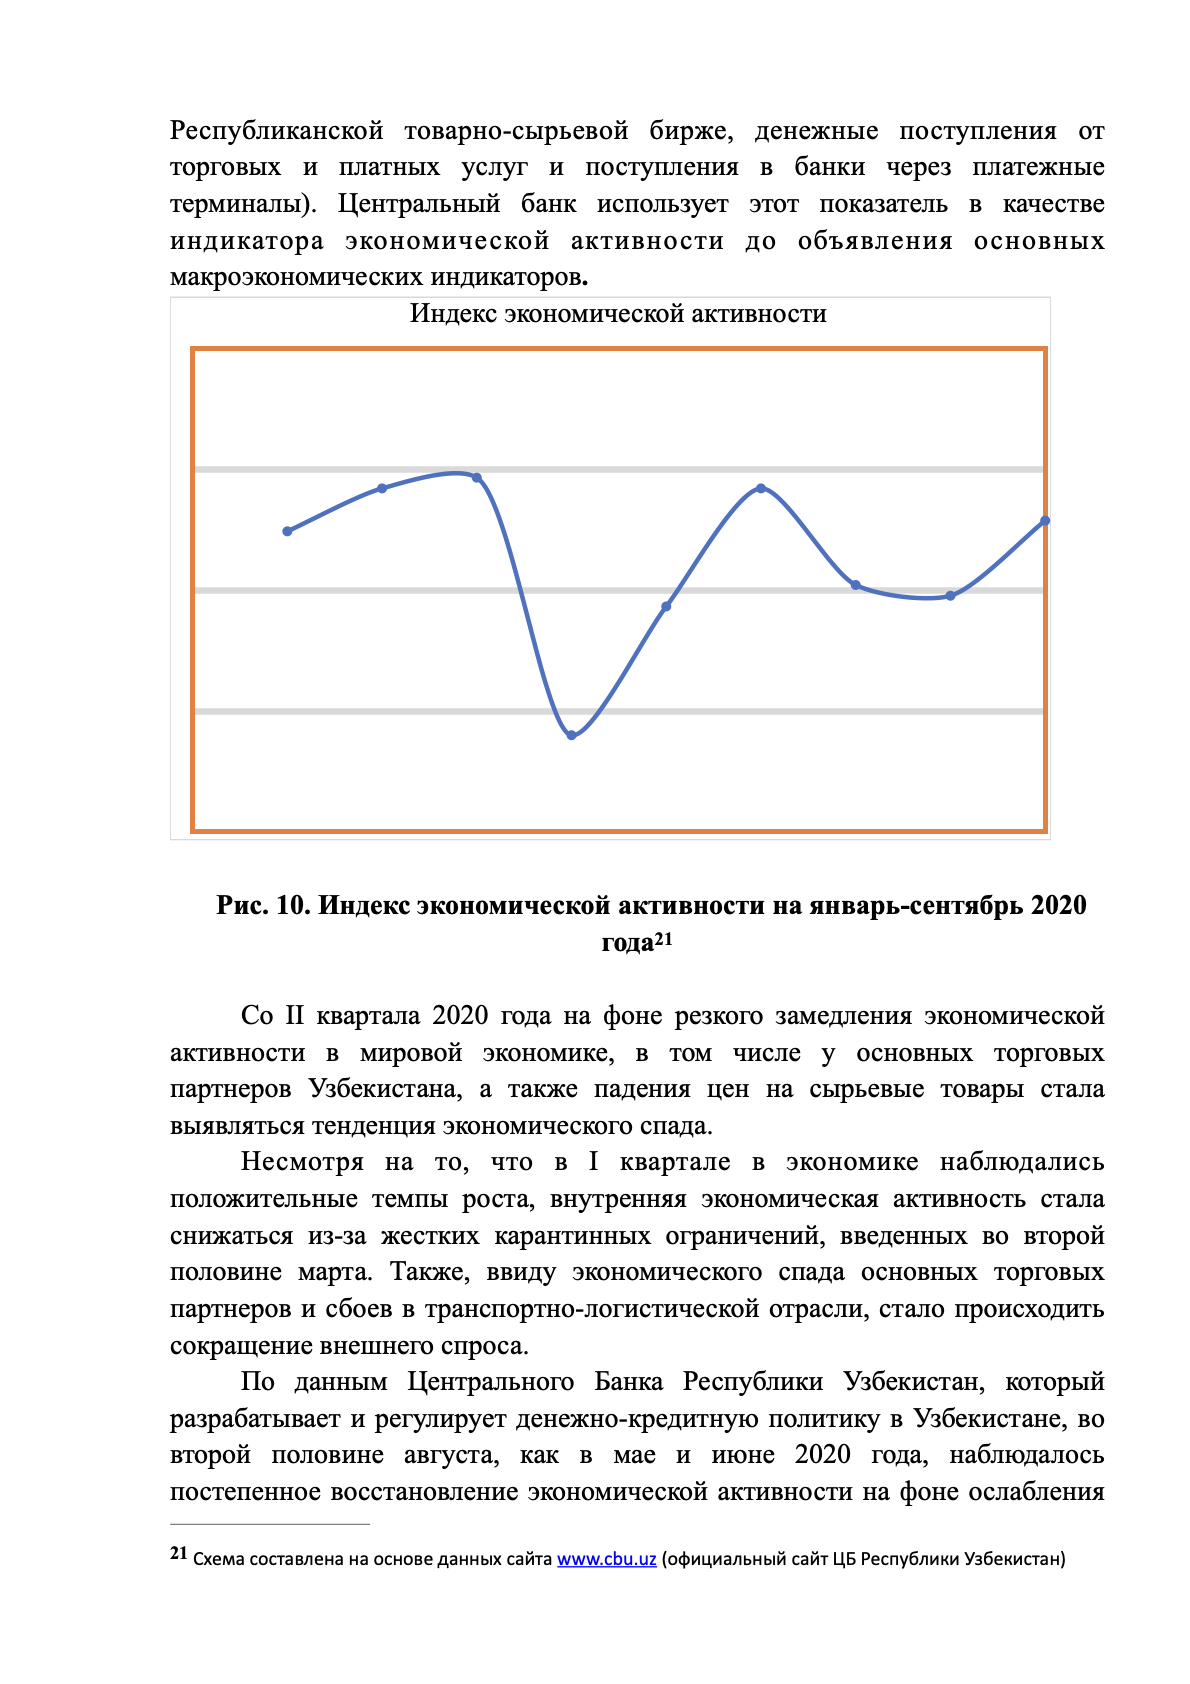 Республиканской товарно-сырьевой бирже, денежные поступления от
торговых и платных услуг и поступления в банки через платежные
терминалы). Центральный банк использует этот показатель в качестве
индикатора экономической активности до объявления основных
макроэкономических индикаторов.
Индекс экономической активности
Рис. 10. Индекс экономической активности на январь-сентябрь 2020
года21
Со II квартала 2020 года на фоне резкого замедления экономической
активности в мировой экономике, в том числе у основных торговых
партнеров Узбекистана, а также падения цен на сырьевые товары стала
выявляться тенденция экономического спада.
Несмотря на то, что в I квартале в экономике наблюдались
положительные темпы роста, внутренняя экономическая активность стала
снижаться из-за жестких карантинных ограничений, введенных во второй
половине марта. Также, ввиду экономического спада основных торговых
партнеров и сбоев в транспортно-логистической отрасли, стало происходить
сокращение внешнего спроса.
По данным Центрального Банка Республики Узбекистан, который
разрабатывает и регулирует денежно-кредитную политику в Узбекистане, во
второй половине августа, как в мае и июне 2020 года, наблюдалось
постепенное восстановление экономической активности на фоне ослабления
21 Схема составлена на основе данных сайта www.cbu.uz (официальный сайт ЦБ Республики Узбекистан)